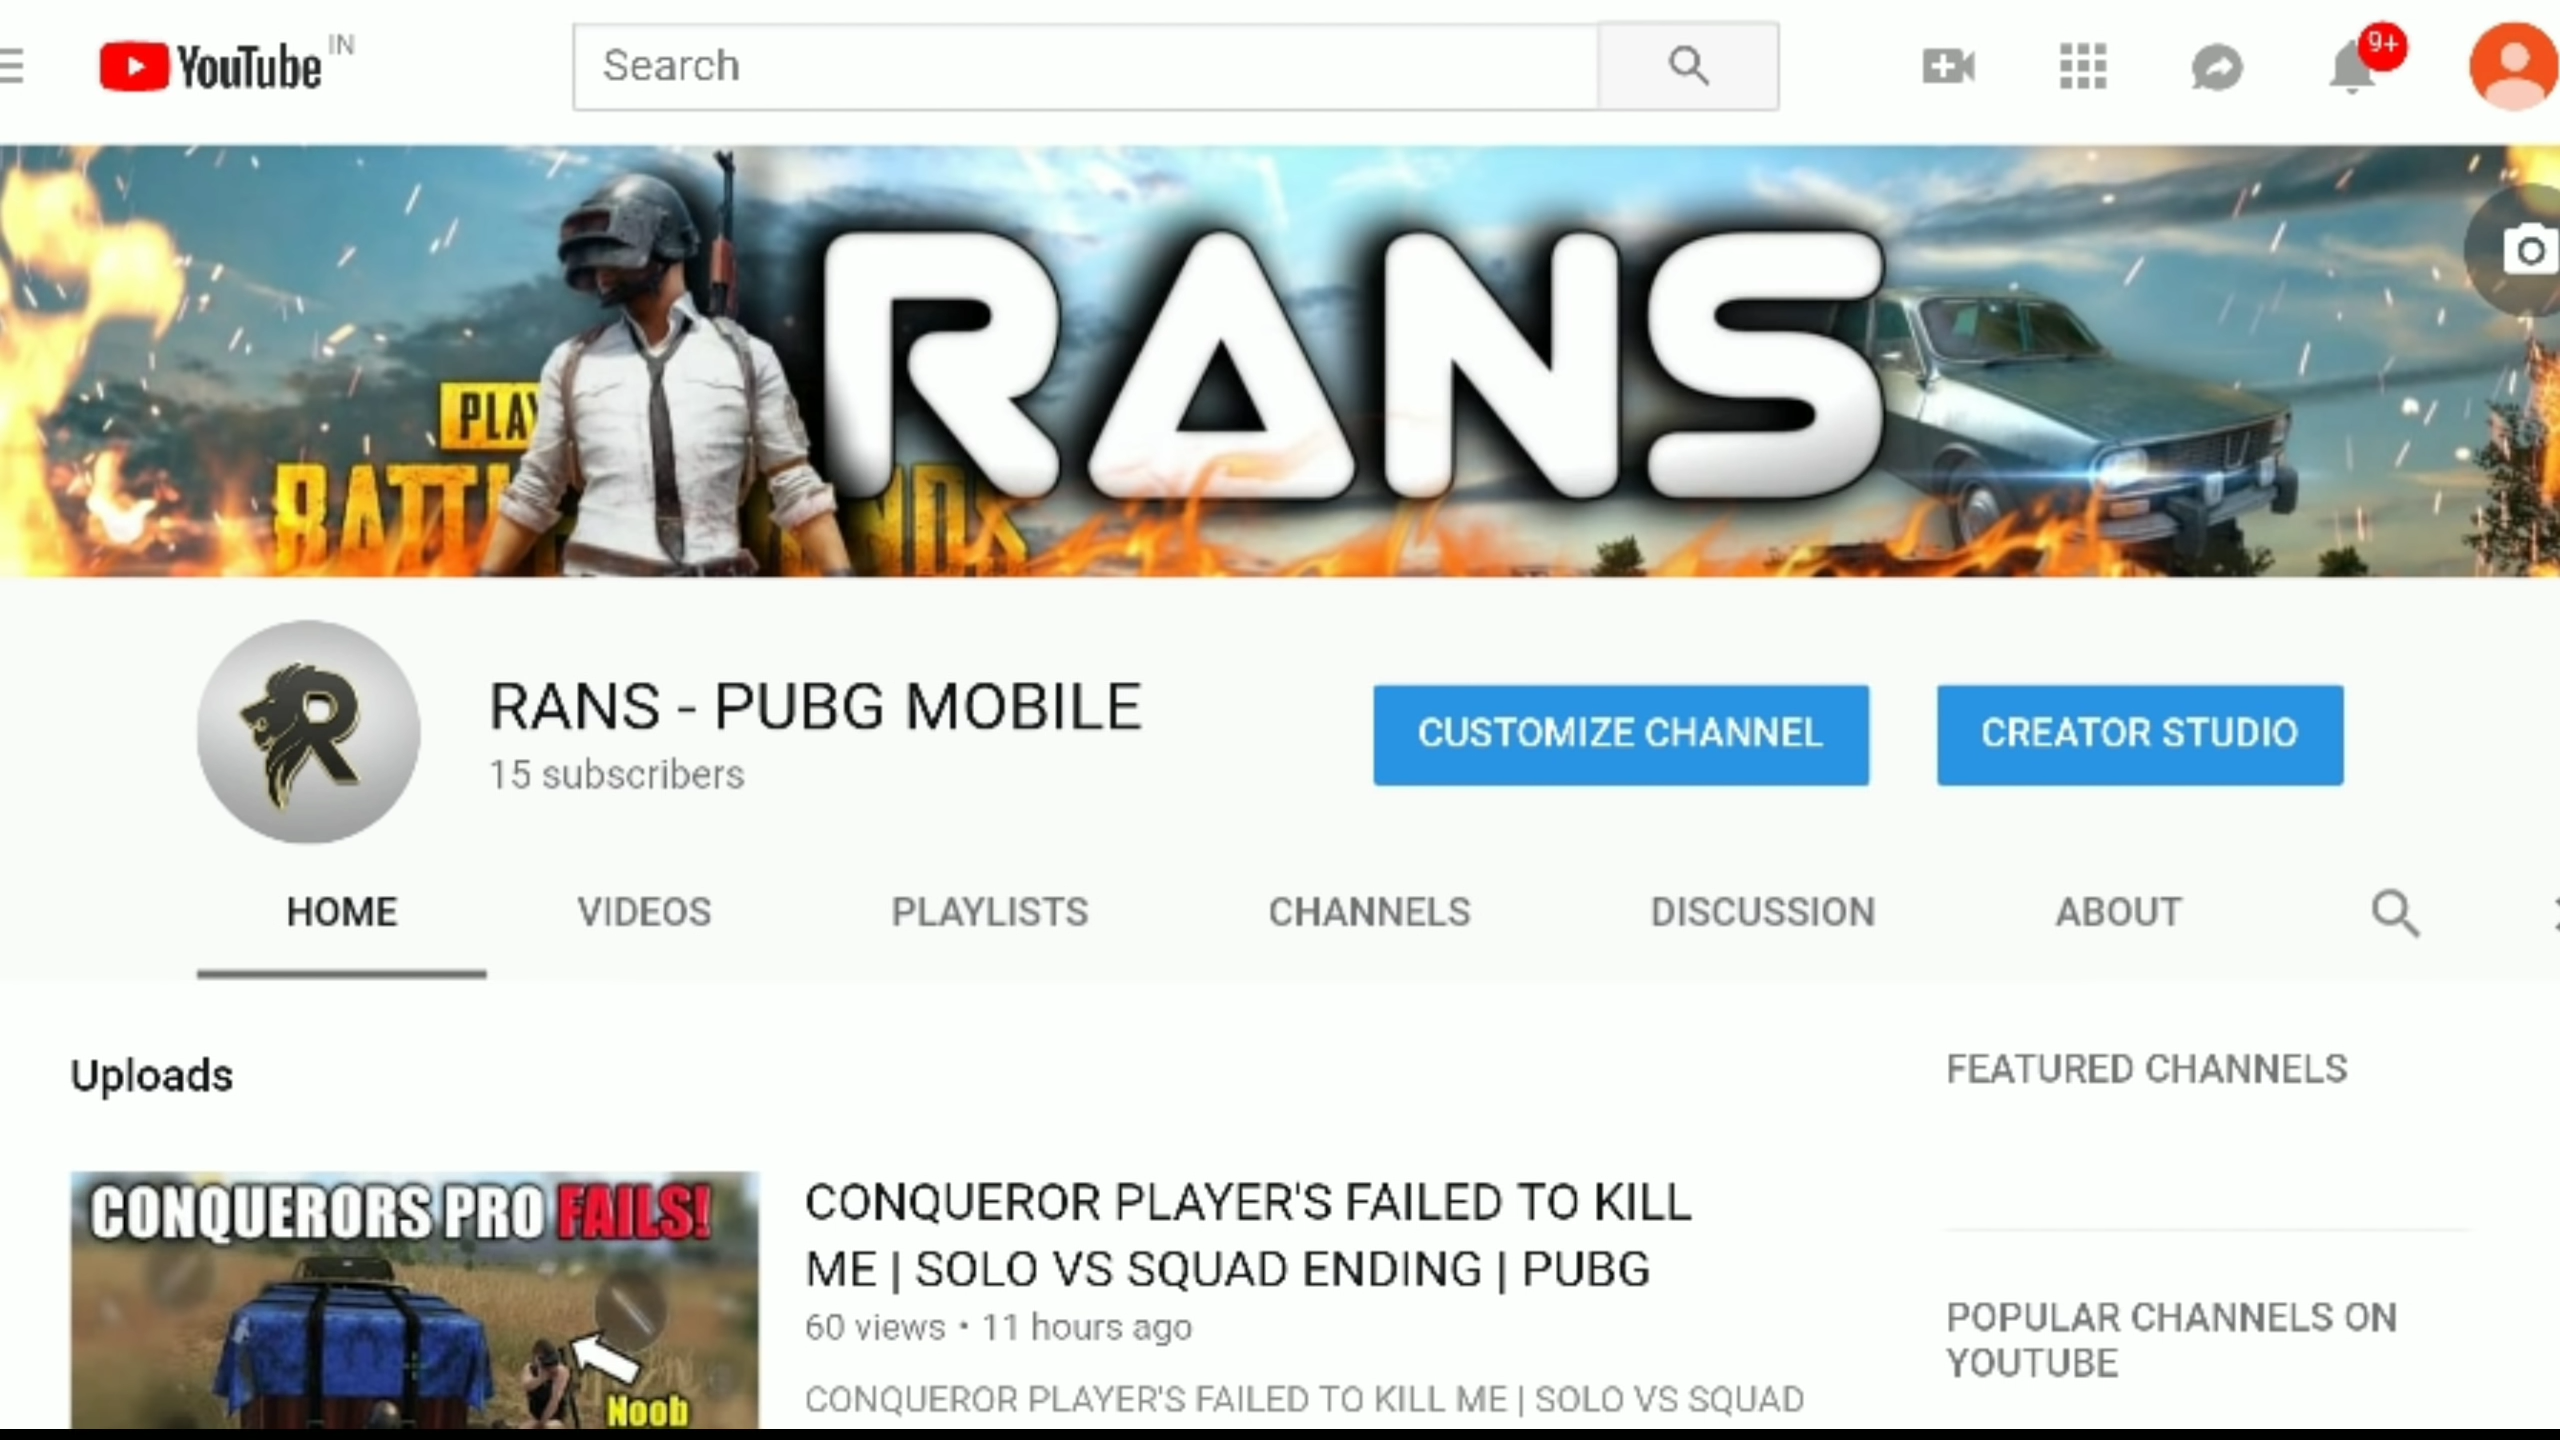 YouTube IN
Search
9+
PLAY
RANS
RANS - PUBG MOBILE
15 subscribers
CUSTOMIZE CHANNEL
CREATOR STUDIO
HOME
VIDEOS
PLAYLISTS
CHANNELS
DISCUSSION
ABOUT
Uploads
FEATURED CHANNELS
CONQUERORS PRO FAILS!
Noob
CONQUEROR PLAYER'S FAILED TO KILL
ME | SOLO VS SQUAD ENDING | PUBG
60 views • 11 hours ago
CONQUEROR PLAYER'S FAILED TO KILL ME | SOLO VS SQUAD
POPULAR CHANNELS ON
YOUTUBE